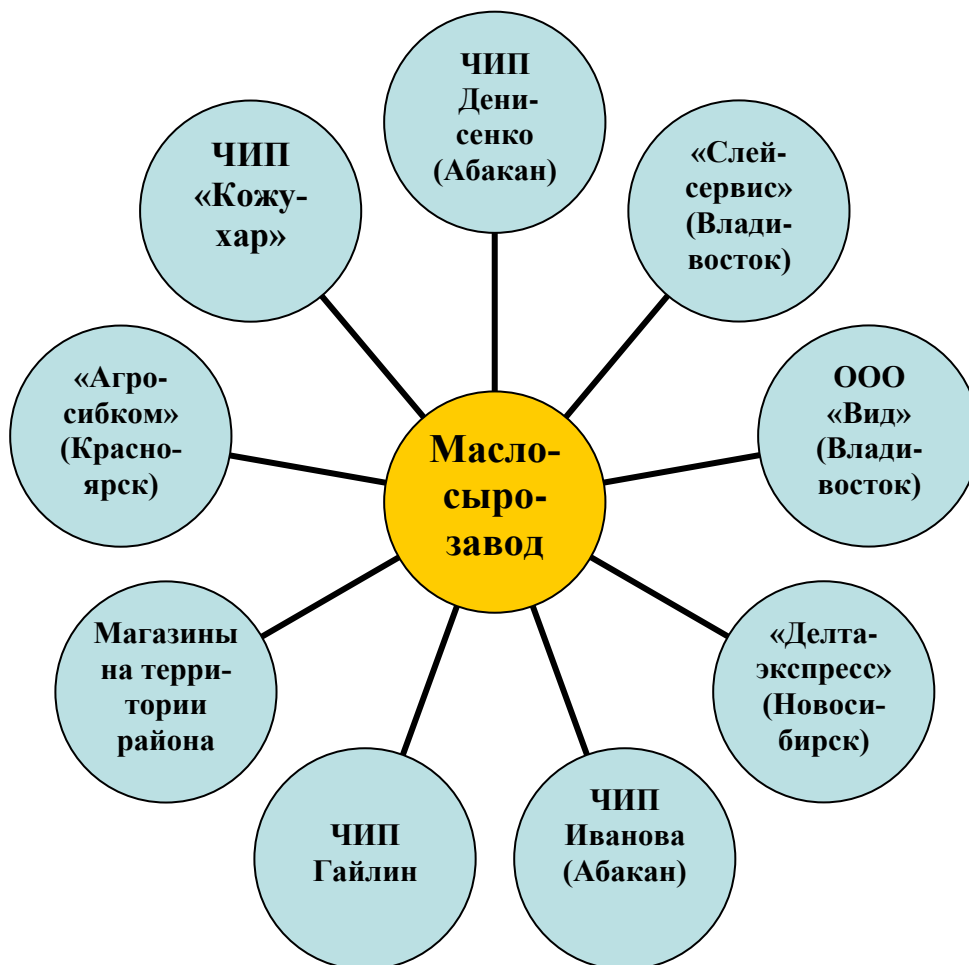 ЧИП
Дени-
сенко
(Абакан)
«Слей-
сервис»
(Влади-
восток)
ООО
«Вид»
(Влади-
восток)
«Делта-
экспресс»
(Новоси-
бирск)
ЧИП
Иванова
(Абакан)
ЧИП
Гайлин
Магазины
на терри-
тории
района
«Агро-
сибком»
(Красно-
ярск)
ЧИП
«Кожу-
хар»
Масло-
сыро-
завод